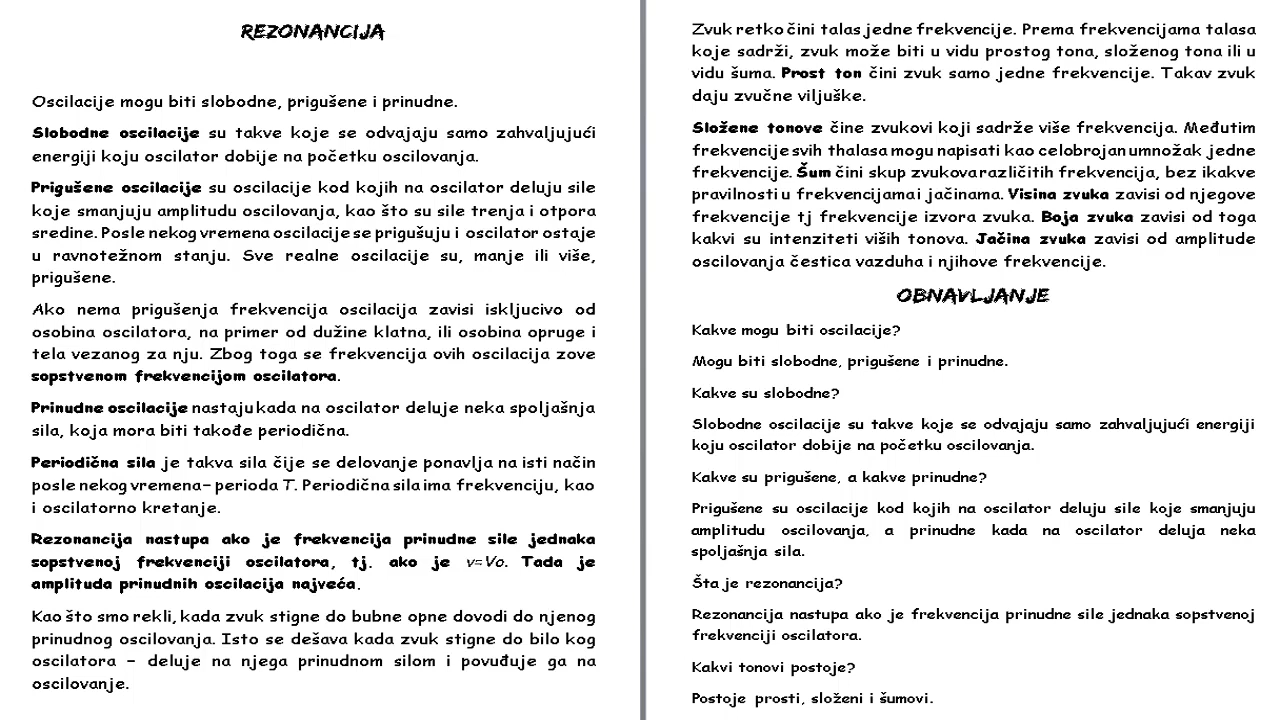 REZONANCIJA
Oscilacije mogu biti slobodne, prigušene i prinudne.
Slobodne oscilacije su takve koje se odvajaju samo zahvaljujući
energiji koju oscilator dobije na početku oscilovanja.
Prigušene oscilacije su oscilacije kod kojih na oscilator deluju sile
koje smanjuju amplitudu oscilovanja, kao što su sile trenja i otpora
sredine. Posle nekog vremena oscilacije se prigušuju i oscilator ostaje
u ravnotežnom stanju. Sve realne oscilacije su, manje ili više,
prigušene.
Ako nema prigušenja frekvencija oscilacija zavisi isključivo od
osobina oscilatora, na primer od dužine klatna, ili osobina opruge i
tela vezanog za nju. Zbog toga se frekvencija ovih oscilacija zove
sopstvenom frekvencijom oscilatora.
Prinudne oscilacije nastaju kada na oscilator deluje neka spoljašnja
sila, koja mora biti takođe periodična.
Periodična sila je takva sila čije se delovanje ponavlja na isti način
posle nekog vremena– perioda T. Periodična sila ima frekvenciju, kao
i oscilatorno kretanje.
Rezonancija nastupa ako je frekvencija prinudne sile jednaka
sopstvenoj frekvenciji oscilatora, tj. ako je v=Vo. Tada je
amplituda prinudnih oscilacija najveća.
Kao što smo rekli, kada zvuk stigne do bubne opne dovodi do njenog
prinudnog oscilovanja. Isto se dešava kada zvuk stigne do bilo kog
oscilatora – deluje na njega prinudnom silom i povuđuje ga na
oscilovanje.
Zvuk retko čini talas jedne frekvencije. Prema frekvencijama talasa
koje sadrži, zvuk može biti u vidu prostog tona, složenog tona ili u
vidu šuma. Prost ton čini zvuk samo jedne frekvencije. Takav zvuk
daju zvučne viljuške.
Složene tonove čine zvukovi koji sadrže više frekvencija. Međutim
frekvencije svih thalasa mogu napisati kao celobrojan umnožak jedne
frekvencije. Šum čini skup zvukova različitih frekvencija, bez ikakve
pravilnosti u frekvencijama i jačinama. Visina zvuka zavisi od njegove
frekvencije tj frekvencije izvora zvuka. Boja zvuka zavisi od toga
kakvi su intenziteti viših tonova. Jačina zvuka zavisi od amplitude
oscilovanja čestica vazduha i njihove frekvencije.
OBNAVLJANJE
Kakve mogu biti oscilacije?
Mogu biti slobodne, prigušene i prinudne.
Kakve su slobodne?
Slobodne oscilacije su takve koje se odvajaju samo zahvaljujući energiji
koju oscilator dobije na početku oscilovanja.
Kakve su prigušene, a kakve prinudne?
Prigušene su oscilacije kod kojih na oscilator deluju sile koje smanjuju
amplitudu oscilovanja, a prinudne kada na oscilator deluja neka
spoljašnja sila.
Šta je rezonancija?
Rezonancija nastupa ako je frekvencija prinudne sile jednaka sopstvenoj
frekvenciji oscilatora.
Kakvi tonovi postoje?
Postoje prosti, složeni i šumovi.